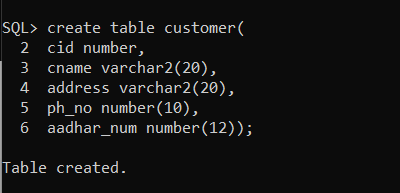 SQL> create table customer(
  2  cid number,
  3  cname varchar2(20),
  4  address varchar2(20),
  5  ph_no number(10),
  6  aadhar_num number(12));
Table created.